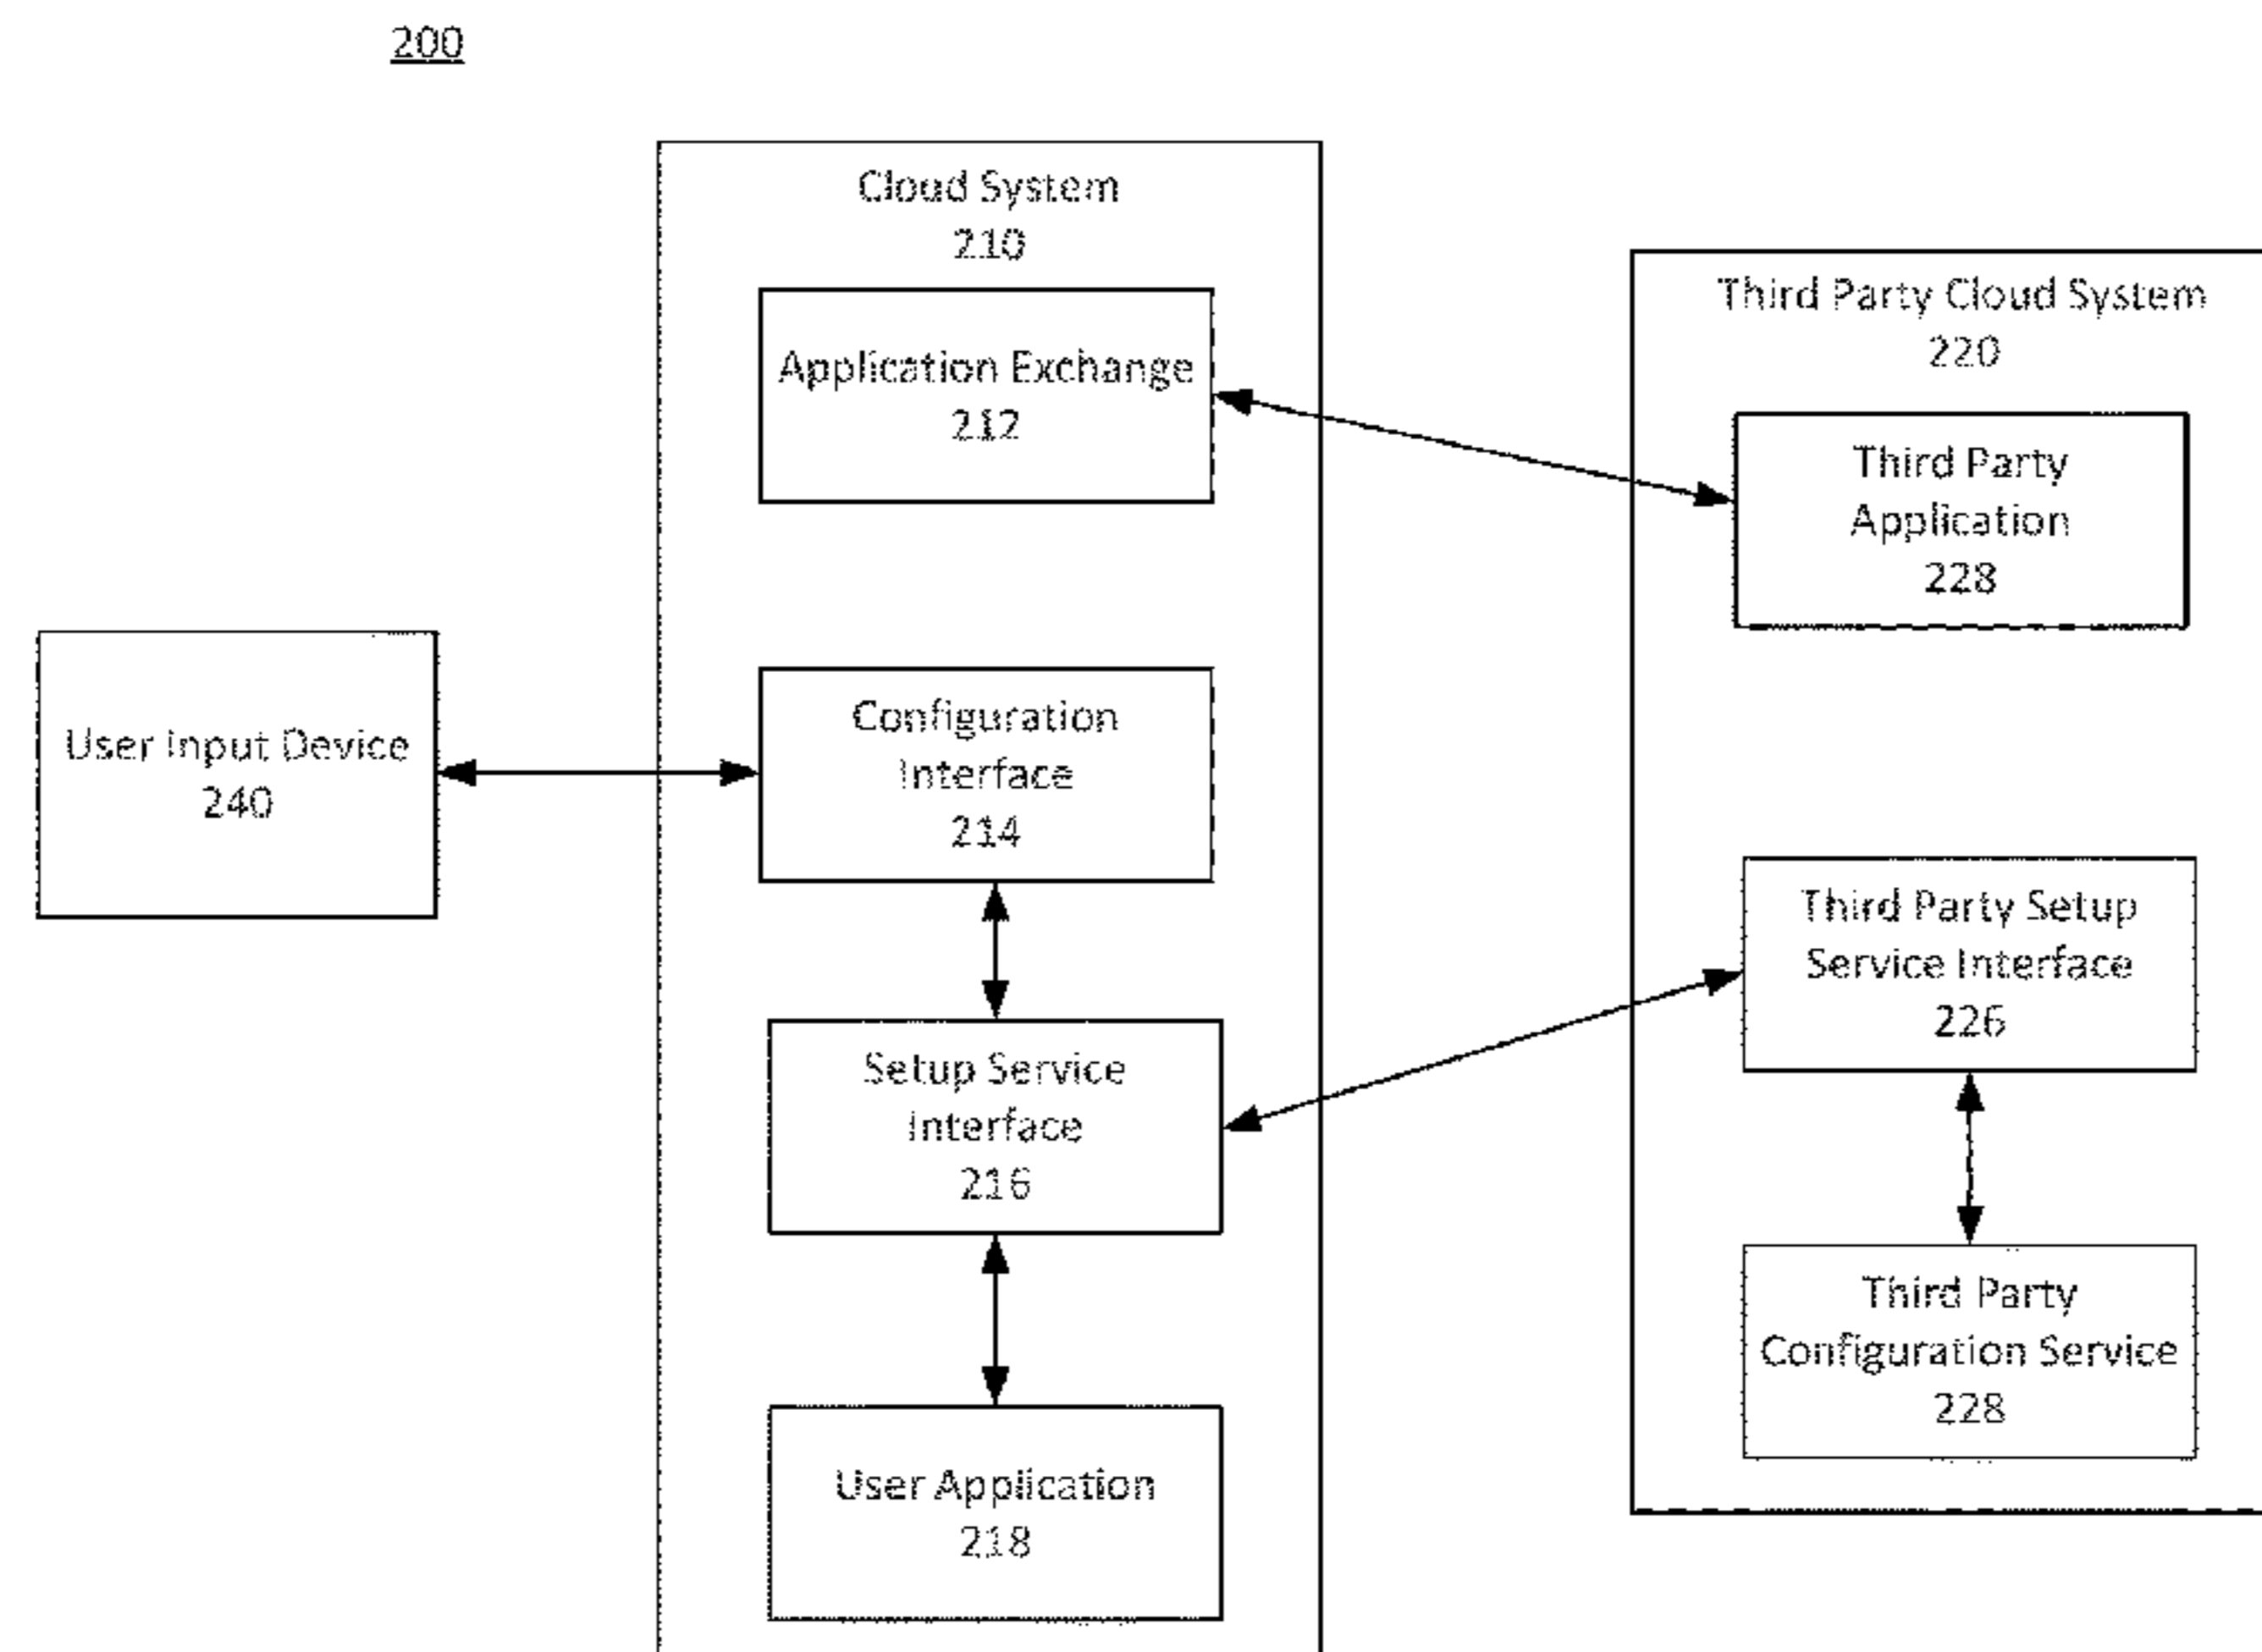 200
Cloud System
210
Application Exchange
212
Third Party Cloud System
220
Third Party
Application
228
User Input Device
240
Configuration
Interface
214
Third Party Setup
Service Interface
226
Setup Service
Interface
216
Third Party
Configuration Service
228
User Application
218